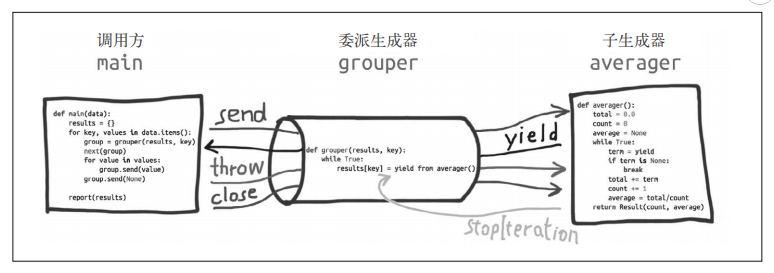 调用方
main
def main(data):
results = {}
for key, values in data.items():
group = grouper(results, key)
next(group)
for value in values:
group.send(value)
group.send(None)
report(results)
send
throw
close
委派生成器
grouper
def grouper(results, key):
while True:
results[key] = yield from averager()
yield
StopIteration
子生成器
averager
def averager():
total = 0.0
count = 0
average = None
while True:
term = yield
if term is None:
break
total += term
count += 1
average = total/count
return Result(count, average)